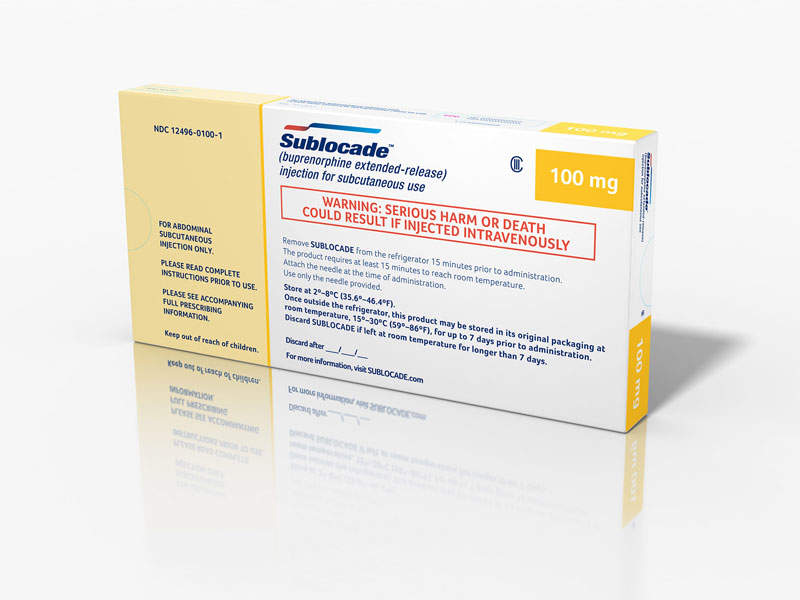 NDC 12496-0100-1
FOR ABDOMINAL
SUBCUTANEOUS
INJECTION ONLY.
PLEASE READ COMPLETE
INSTRUCTIONS PRIOR TO USE.
PLEASE SEE ACCOMPANYING
FULL PRESCRIBING
INFORMATION.
Keep out of reach of children.
Sublocade™
(buprenorphine extended-release)
injection for subcutaneous use
CIII
100 mg
WARNING: SERIOUS HARM OR DEATH
COULD RESULT IF INJECTED INTRAVENOUSLY
Remove SUBLOCADE from the refrigerator 15 minutes prior to administration.
The product requires at least 15 minutes to reach room temperature.
Attach the needle at the time of administration.
Use only the needle provided.
Store at 2°–8°C (35.6°–46.4°F).
Once outside the refrigerator, this product may be stored in its original packaging at
room temperature, 15°–30°C (59°–86°F), for up to 7 days prior to administration.
Discard SUBLOCADE if left at room temperature for longer than 7 days.
Discard after ___/___/___
For more information, visit SUBLOCADE.com
100 mg
Sublocade
100 mg